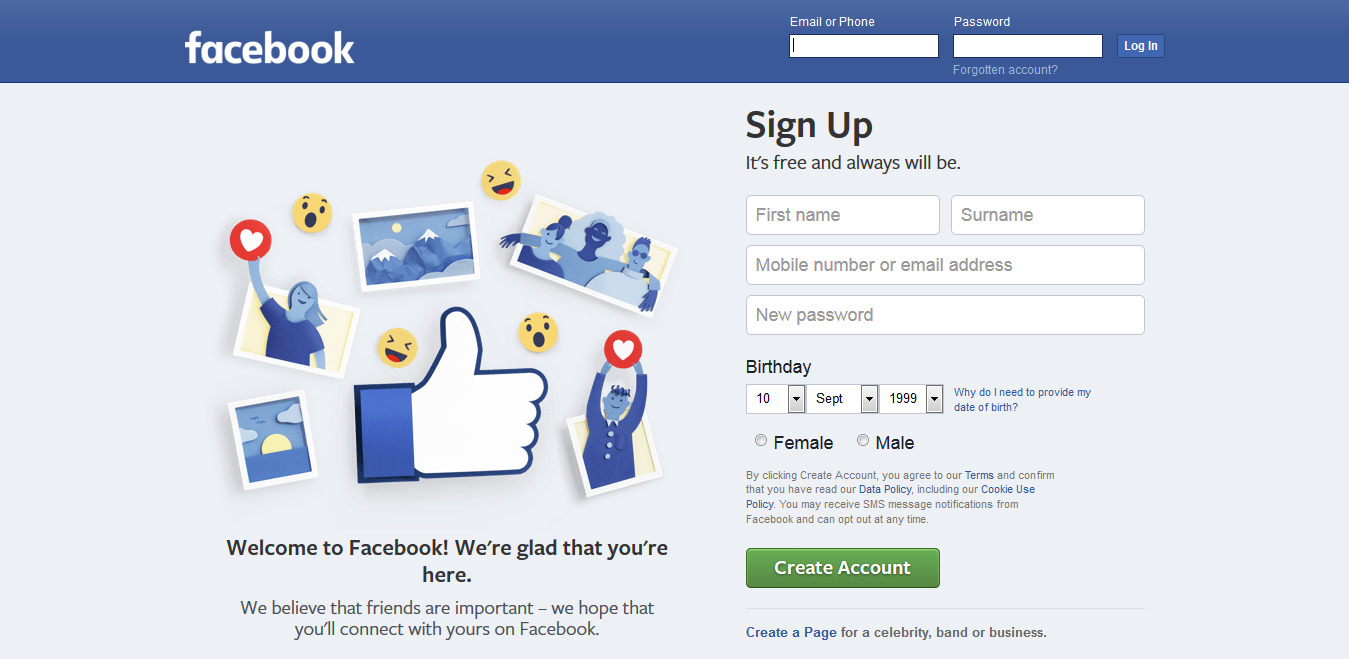 facebook
Email or Phone
Password
Log In
Forgotten account?
Sign Up
It's free and always will be.
First name
Surname
Mobile number or email address
New password
Birthday
10 Sept 1999
Why do I need to provide my
date of birth?
Female Male
By clicking Create Account, you agree to our Terms and confirm
that you have read our Data Policy, including our Cookie Use
Policy. You may receive SMS message notifications from
Facebook and can opt out at any time.
Create Account
Create a Page for a celebrity, band or business.
Welcome to Facebook! We're glad that you're
here.
We believe that friends are important – we hope that
you'll connect with yours on Facebook.